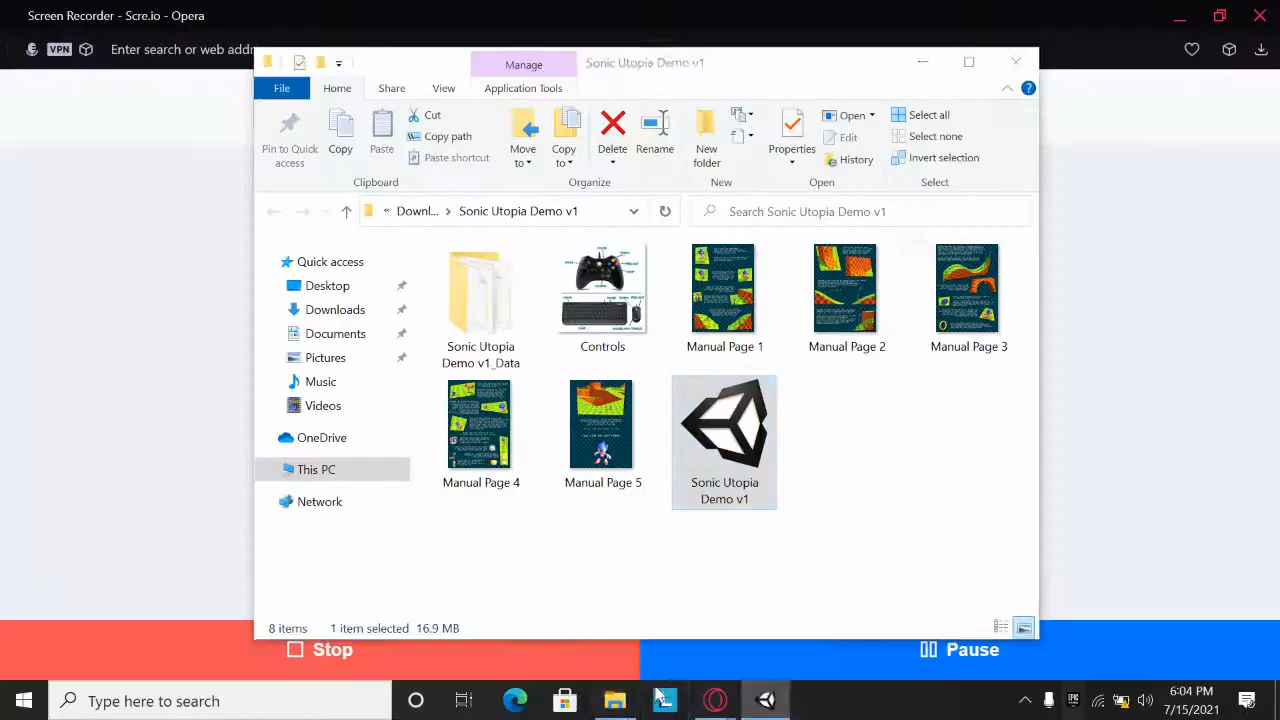 Screen Recorder - Scre.io - Opera
VPN
Enter search or web addr
Manage
Sonic Utopia Demo v1
File
Home
Share
View
Application Tools
Pin to Quick access
Copy
Paste
Cut
Copy path
Paste shortcut
Move to
Copy to
Delete
Rename
New folder
Properties
Open
Edit
History
Select all
Select none
Invert selection
Clipboard
Organize
New
Open
Select
« Downl... › Sonic Utopia Demo v1
Search Sonic Utopia Demo v1
Quick access
Desktop
Downloads
Documents
Pictures
Music
Videos
OneDrive
This PC
Network
Sonic Utopia Demo v1_Data
Controls
Manual Page 1
Manual Page 2
Manual Page 3
Manual Page 4
Manual Page 5
Sonic Utopia Demo v1
8 items
item selected 16.9 MB
Stop
Pause
Type here to search
6:04 PM
7/15/2021